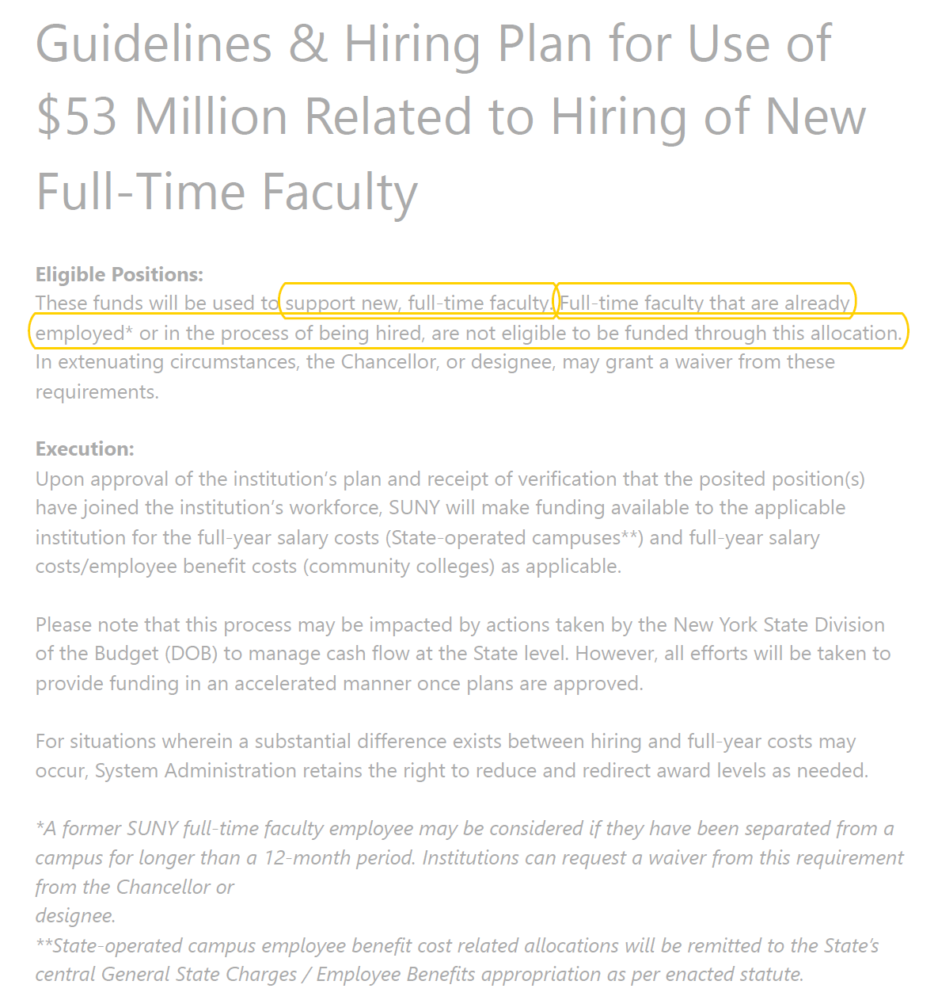 Guidelines & Hiring Plan for Use of
$53 Million Related to Hiring of New
Full-Time Faculty
Eligible Positions:
These funds will be used to support new, full-time faculty. Full-time faculty that are already
employed* or in the process of being hired, are not eligible to be funded through this allocation.
In extenuating circumstances, the Chancellor, or designee, may grant a waiver from these
requirements.
Execution:
Upon approval of the institution’s plan and receipt of verification that the posited position(s)
have joined the institution’s workforce, SUNY will make funding available to the applicable
institution for the full-year salary costs (State-operated campuses**) and full-year salary
costs/employee benefit costs (community colleges) as applicable.
Please note that this process may be impacted by actions taken by the New York State Division
of the Budget (DOB) to manage cash flow at the State level. However, all efforts will be taken to
provide funding in an accelerated manner once plans are approved.
For situations wherein a substantial difference exists between hiring and full-year costs may
occur, System Administration retains the right to reduce and redirect award levels as needed.
*A former SUNY full-time faculty employee may be considered if they have been separated from a
campus for longer than a 12-month period. Institutions can request a waiver from this requirement
from the Chancellor or
designee.
**State-operated campus employee benefit cost related allocations will be remitted to the State’s
central General State Charges / Employee Benefits appropriation as per enacted statute.